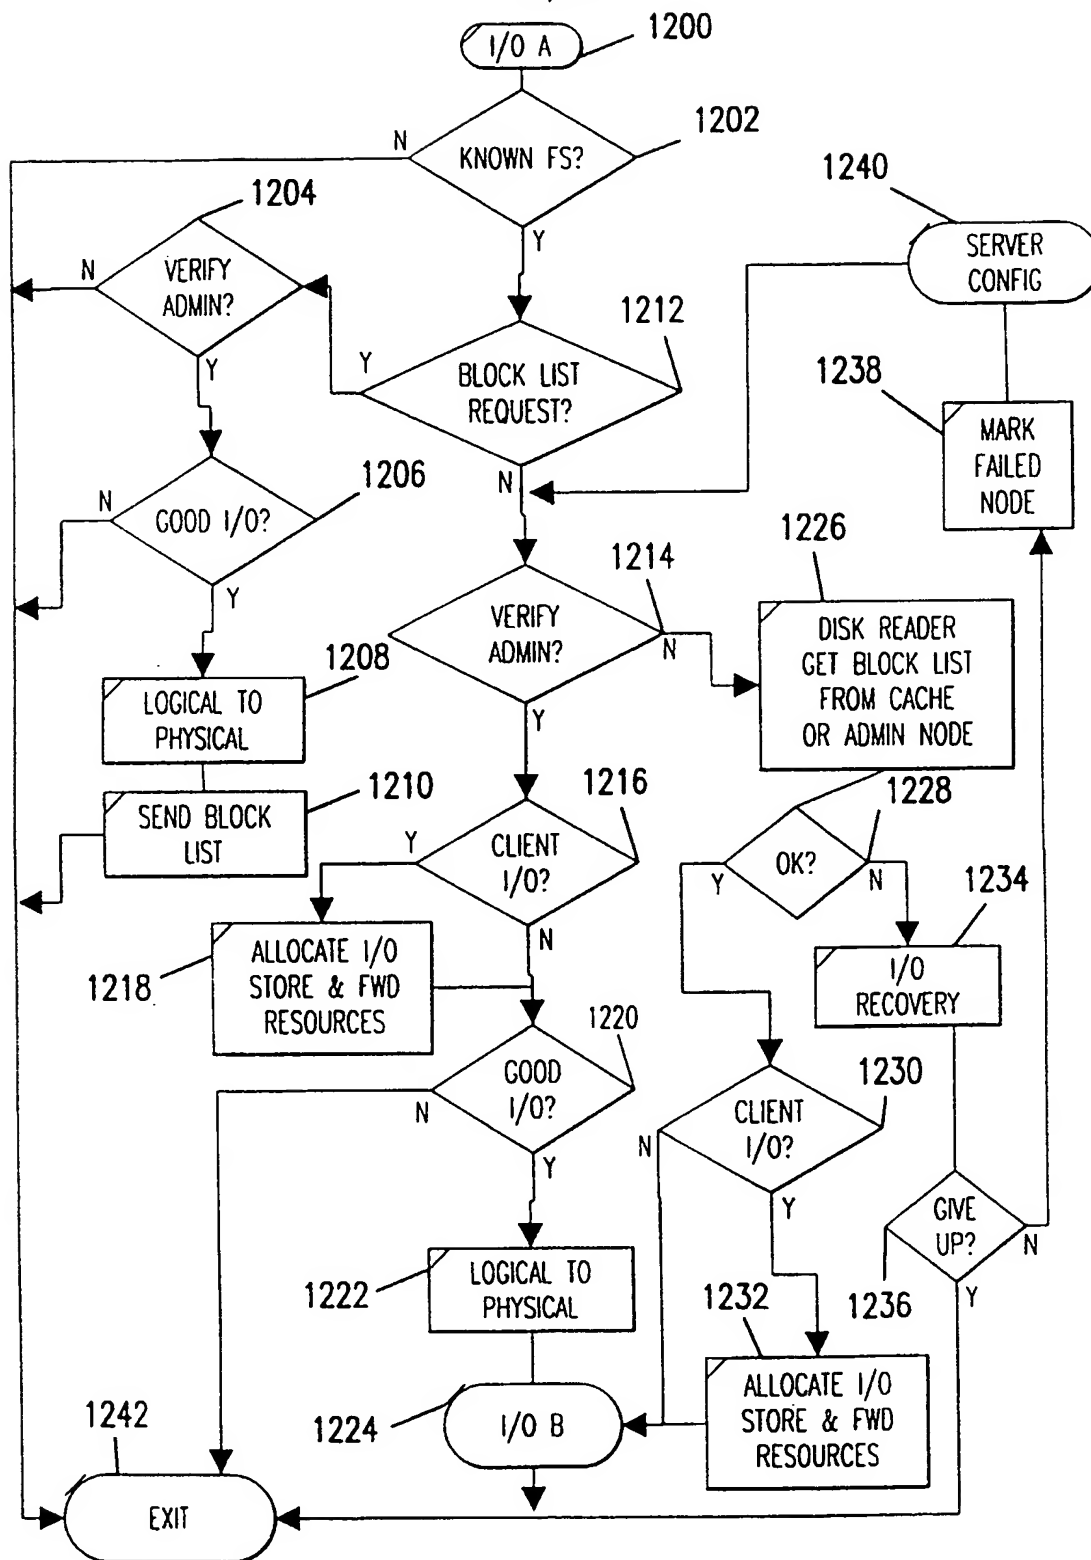 1200
I/O A
1202
N
KNOWN FS?
Y
1240
SERVER
CONFIG
1204
N
VERIFY
ADMIN?
Y
1212
Y
BLOCK LIST
REQUEST?
N
1238
MARK
FAILED
NODE
1206
N
GOOD I/O?
Y
1226
DISK READER
GET BLOCK LIST
FROM CACHE
OR ADMIN NODE
1214
VERIFY
ADMIN?
N
Y
1208
LOGICAL TO
PHYSICAL
1210
SEND BLOCK
LIST
1216
Y
CLIENT
I/O?
N
1228
OK?
Y
N
1234
I/O
RECOVERY
1218
ALLOCATE I/O
STORE & FWD
RESOURCES
1220
GOOD
I/O?
N
Y
1230
CLIENT
I/O?
N
Y
GIVE
UP?
N
Y
1236
1222
LOGICAL TO
PHYSICAL
1232
ALLOCATE I/O
STORE & FWD
RESOURCES
1224
I/O B
1242
EXIT